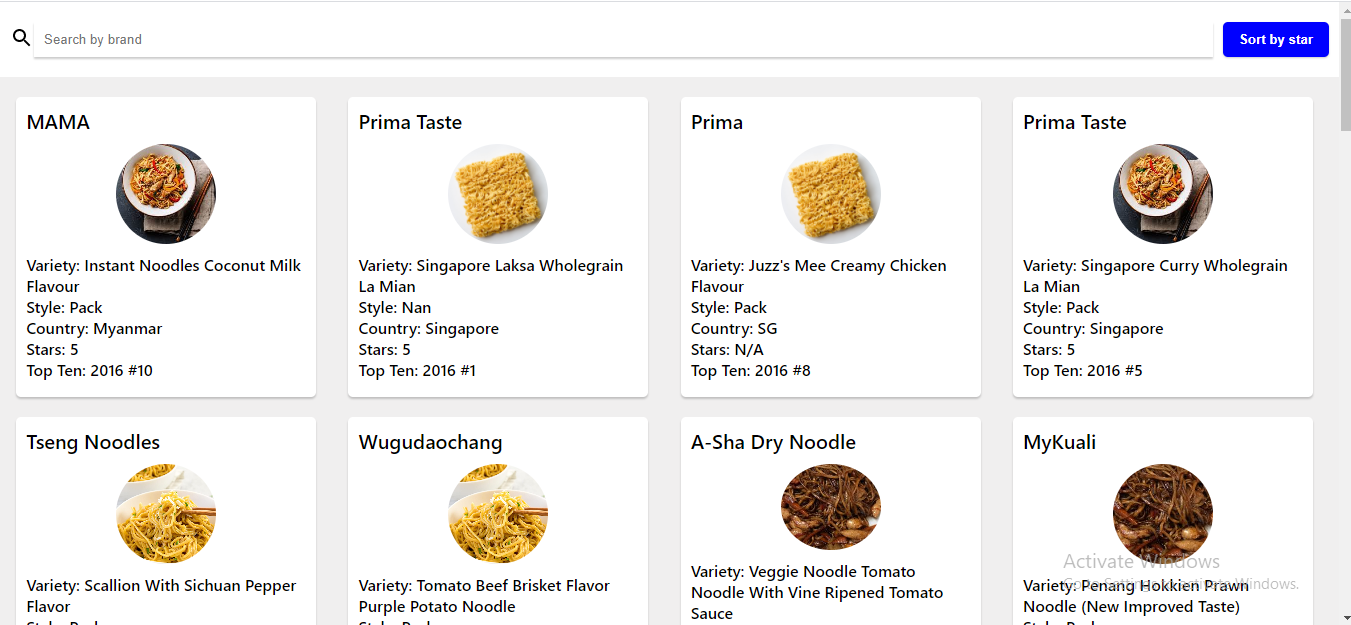 Search by brand
Sort by star
MAMA
Variety: Instant Noodles Coconut Milk
Flavour
Style: Pack
Country: Myanmar
Stars: 5
Top Ten: 2016 #10
Prima Taste
Variety: Singapore Laksa Wholegrain
La Mian
Style: Nan
Country: Singapore
Stars: 5
Top Ten: 2016 #1
Prima
Variety: Juzz's Mee Creamy Chicken
Flavour
Style: Pack
Country: SG
Stars: N/A
Top Ten: 2016 #8
Prima Taste
Variety: Singapore Curry Wholegrain
La Mian
Style: Pack
Country: Singapore
Stars: 5
Top Ten: 2016 #5
Tseng Noodles
Variety: Scallion With Sichuan Pepper
Flavor
Wugudaochang
Variety: Tomato Beef Brisket Flavor
Purple Potato Noodle
A-Sha Dry Noodle
Variety: Veggie Noodle Tomato
Noodle With Vine Ripened Tomato
Sauce
MyKuali
Variety: Penang Hokkien Prawn
Noodle (New Improved Taste)
Activate Windows
Go to Settings to activate Windows.